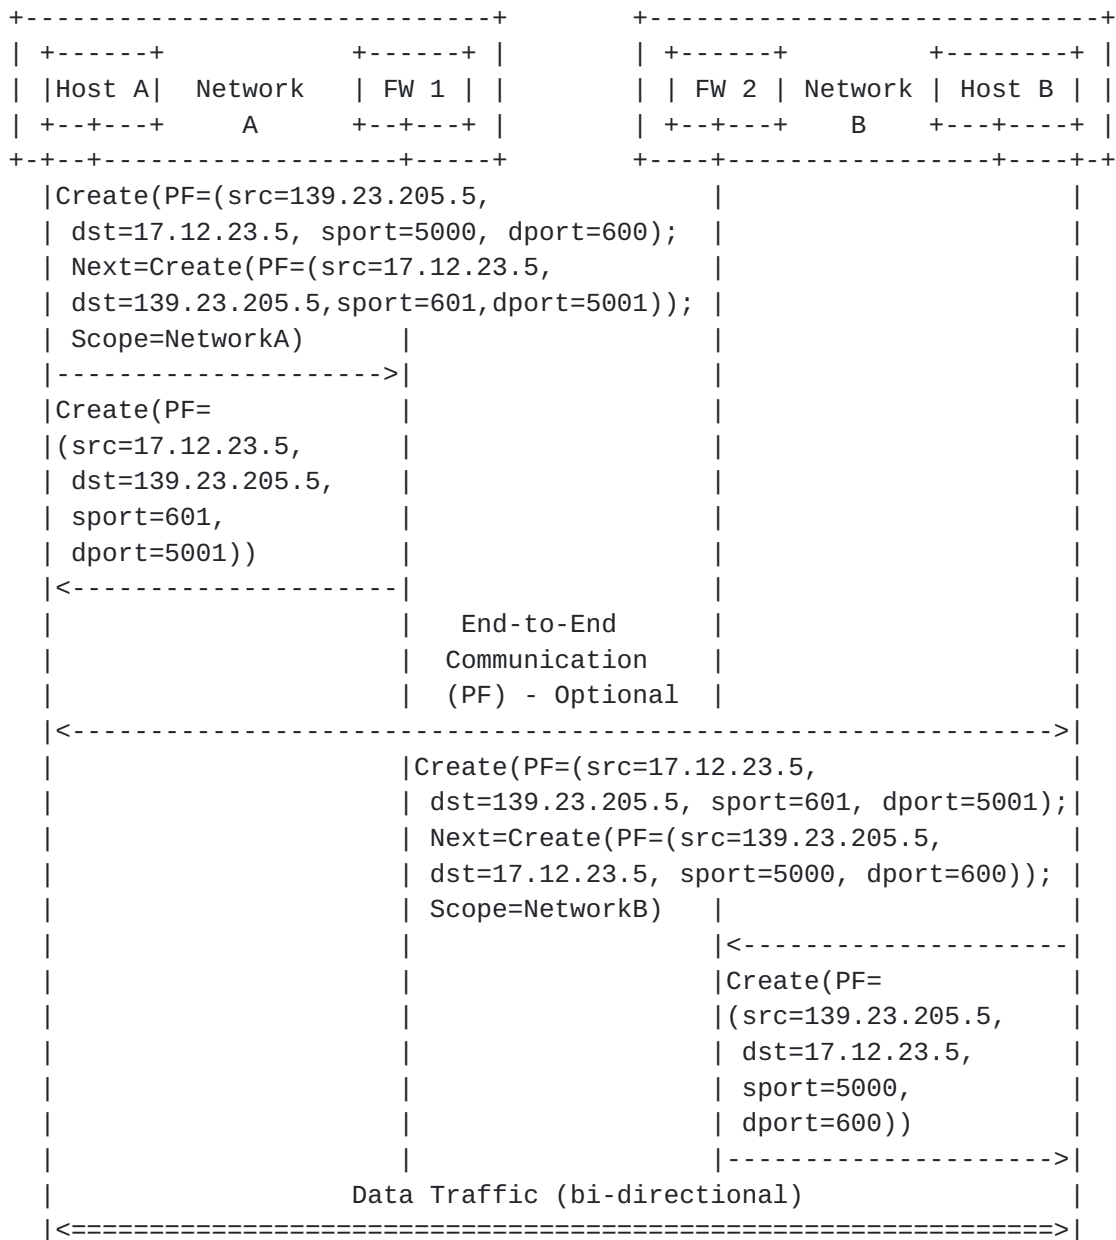 Host A Network FW 1 FW 2 Network Host B
A B
Create(PF=(src=139.23.205.5,
dst=17.12.23.5, sport=5000, dport=600);
Next=Create(PF=(src=17.12.23.5,
dst=139.23.205.5,sport=601,dport=5001));
Scope=NetworkA)
Create(PF=
(src=17.12.23.5,
dst=139.23.205.5,
sport=601,
dport=5001))
End-to-End
Communication
(PF) - Optional
Create(PF=(src=17.12.23.5,
dst=139.23.205.5, sport=601, dport=5001);
Next=Create(PF=(src=139.23.205.5,
dst=17.12.23.5, sport=5000, dport=600));
Scope=NetworkB)
Create(PF=
(src=139.23.205.5,
dst=17.12.23.5,
sport=5000,
dport=600))
Data Traffic (bi-directional)